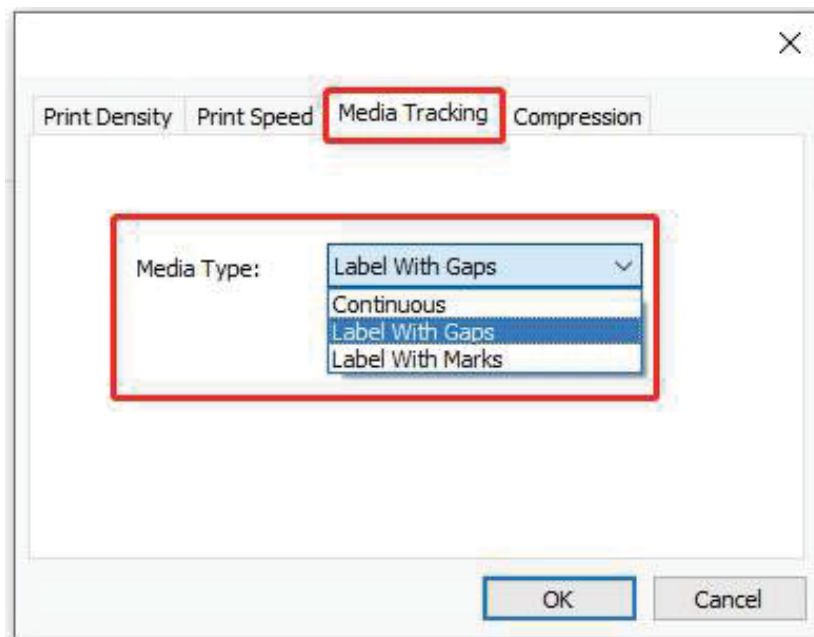 Print Density Print Speed Media Tracking Compression
Media Type: Label With Gaps
Continuous
Label With Gaps
Label With Marks
OK Cancel